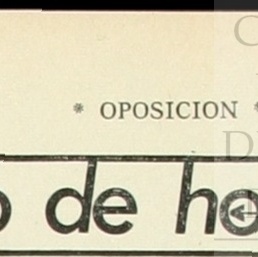 * OPOSICION *
o de ho